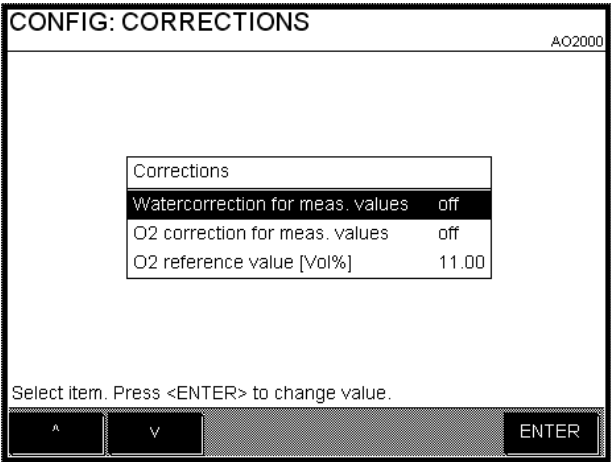 CONFIG: CORRECTIONS
AO2000
Corrections
Watercorrection for meas. values off
O2 correction for meas. values off
O2 reference value [Vol%] 11.00
Select item. Press <ENTER> to change value.
^ v ENTER